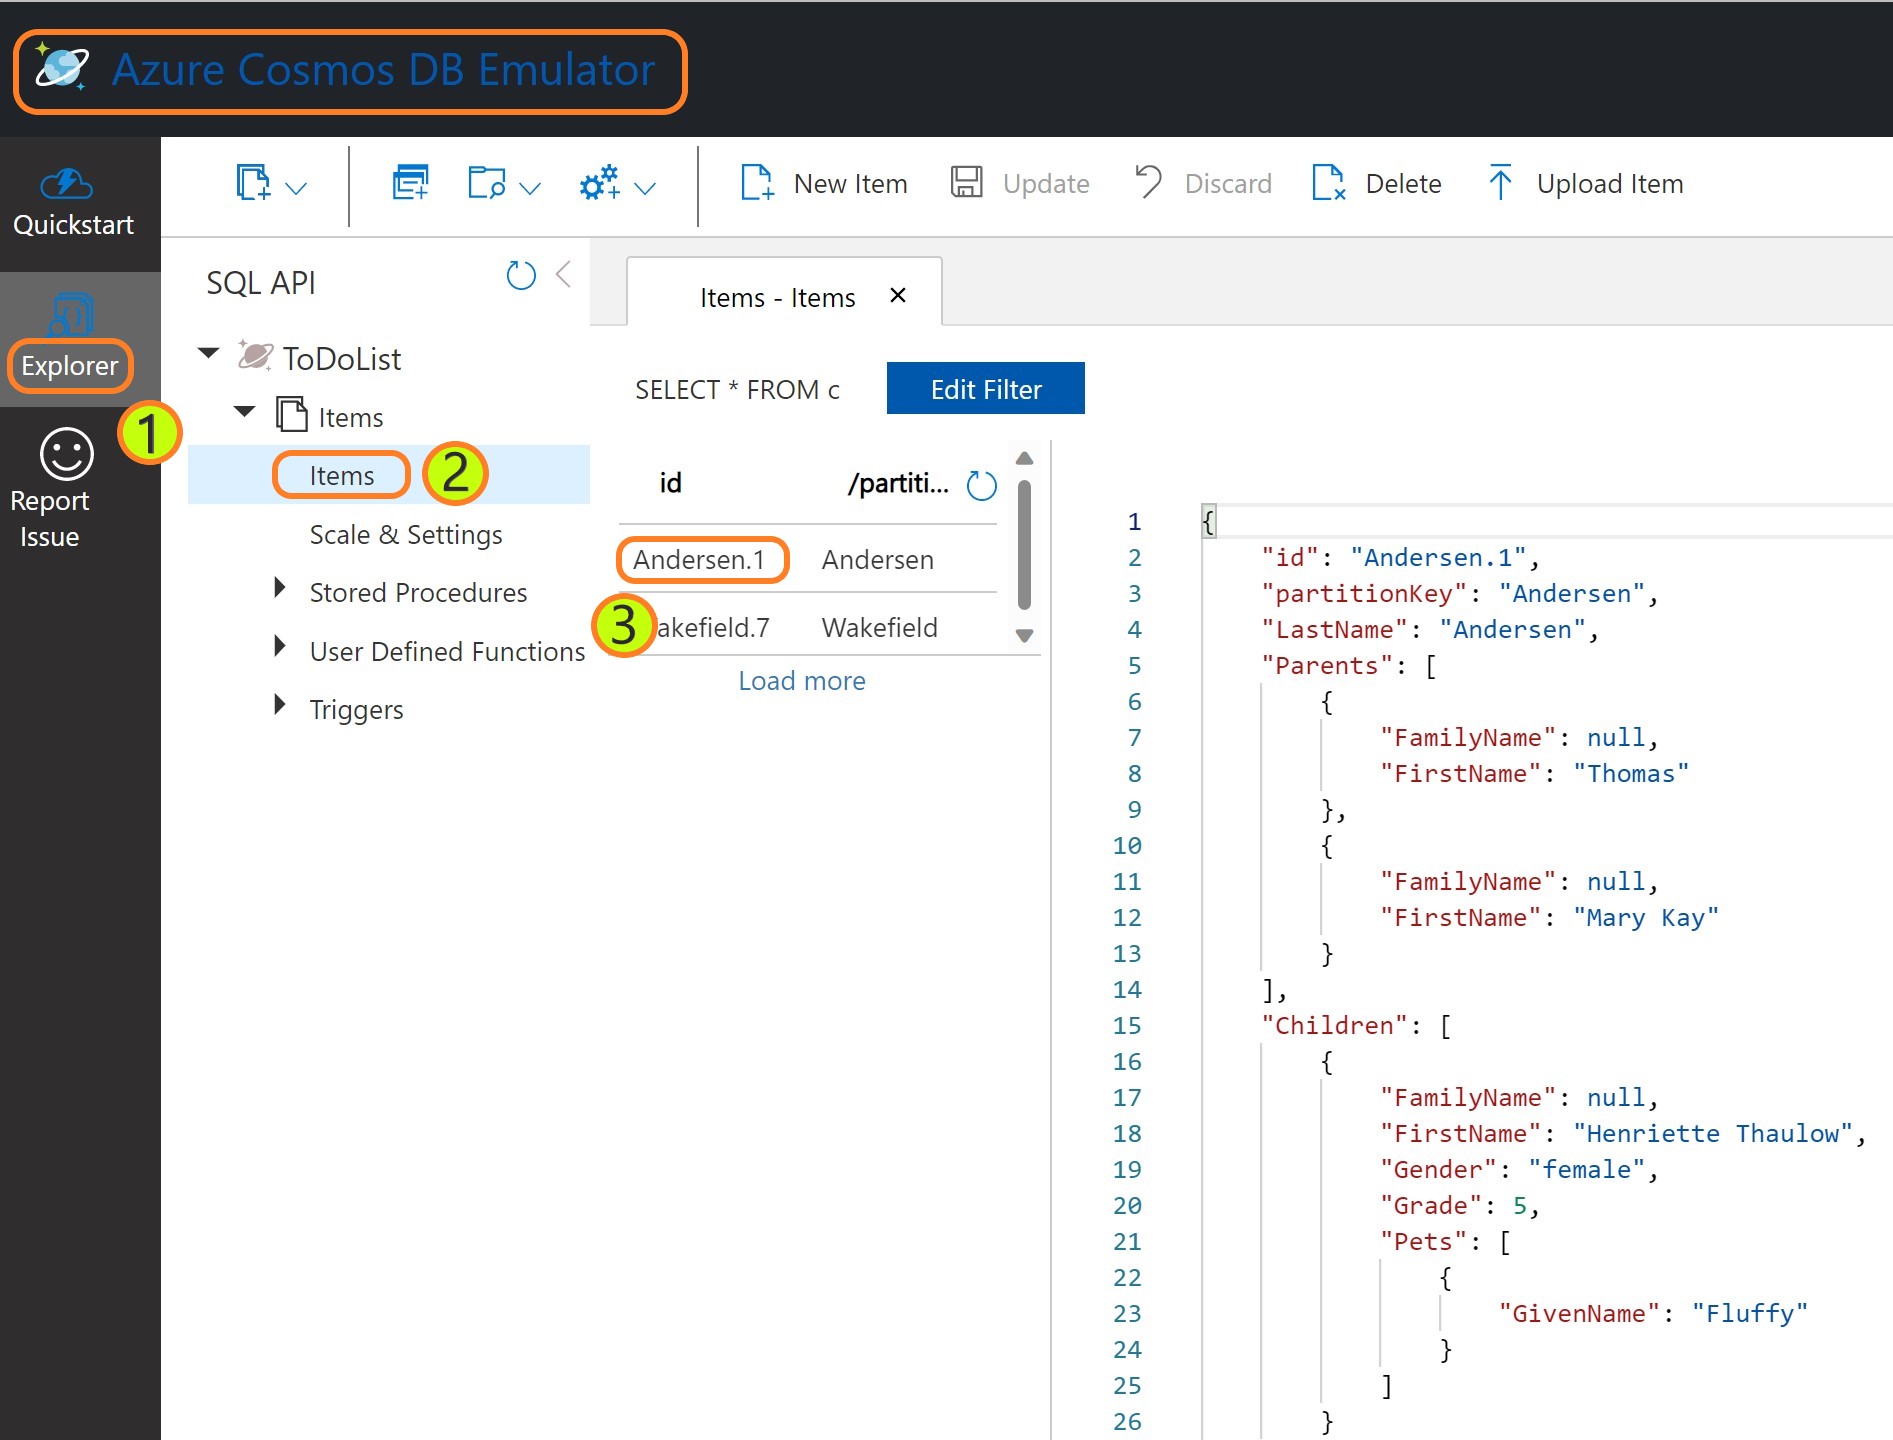 Azure Cosmos DB Emulator
Quickstart
Explorer
1
Report
Issue
New Item
Update
Discard
Delete
Upload Item
SQL API
ToDoList
Items
Items
2
Scale & Settings
Stored Procedures
User Defined Functions
Triggers
Items - Items
SELECT * FROM c
Edit Filter
id /partiti...
Andersen.1 Andersen
3
akefield.7 Wakefield
Load more
1 {
2 "id": "Andersen.1",
3 "partitionKey": "Andersen",
4 "LastName": "Andersen",
5 "Parents": [
6 {
7 "FamilyName": null,
8 "FirstName": "Thomas"
9 },
10 {
11 "FamilyName": null,
12 "FirstName": "Mary Kay"
13 }
14 ],
15 "Children": [
16 {
17 "FamilyName": null,
18 "FirstName": "Henriette Thaulow",
19 "Gender": "female",
20 "Grade": 5,
21 "Pets": [
22 {
23 "GivenName": "Fluffy"
24 }
25 ]
26 }